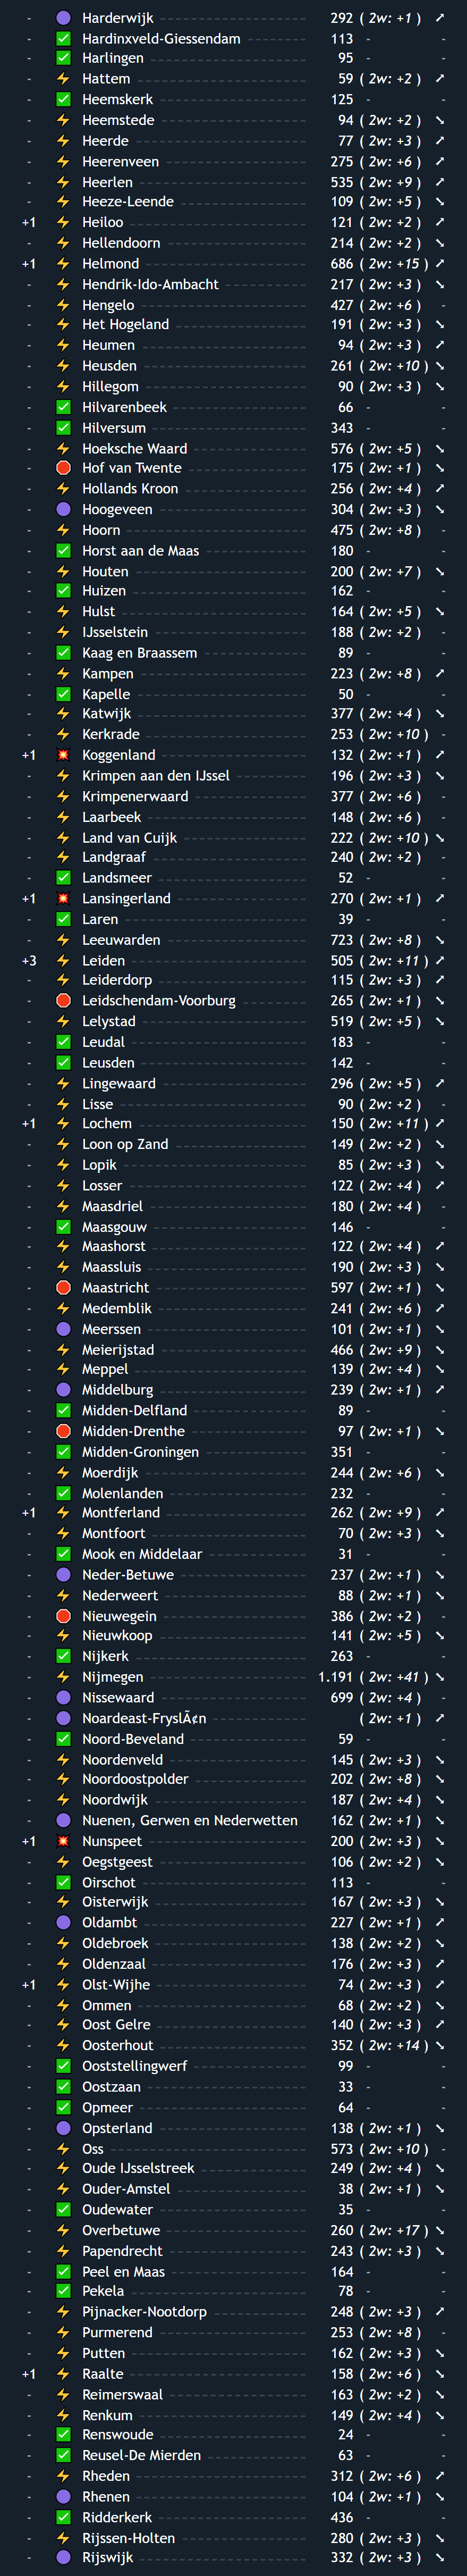 - Harderwijk 292 ( 2w: +1 ) ↗
- Hardinxveld-Giessendam 113 - -
- Harlingen 95 - -
- Hattem 59 ( 2w: +2 ) ↗
- Heemskerk 125 - -
- Heemstede 94 ( 2w: +2 ) ↘
- Heerde 77 ( 2w: +3 ) ↗
- Heerenveen 275 ( 2w: +6 ) ↗
- Heerlen 535 ( 2w: +9 ) ↗
- Heeze-Leende 109 ( 2w: +5 ) ↘
+1 Heiloo 121 ( 2w: +2 ) ↗
- Hellendoorn 214 ( 2w: +2 ) ↘
+1 Helmond 686 ( 2w: +15 ) ↗
- Hendrik-Ido-Ambacht 217 ( 2w: +3 ) ↘
- Hengelo 427 ( 2w: +6 ) -
- Het Hogeland 191 ( 2w: +3 ) ↘
- Heumen 94 ( 2w: +3 ) ↗
- Heusden 261 ( 2w: +10 ) ↘
- Hillegom 90 ( 2w: +3 ) ↘
- Hilvarenbeek 66 - -
- Hilversum 343 - -
- Hoeksche Waard 576 ( 2w: +5 ) ↘
- Hof van Twente 175 ( 2w: +1 ) ↘
- Hollands Kroon 256 ( 2w: +4 ) ↗
- Hoogeveen 304 ( 2w: +3 ) ↘
- Hoorn 475 ( 2w: +8 ) -
- Horst aan de Maas 180 - -
- Houten 200 ( 2w: +7 ) ↘
- Huizen 162 - -
- Hulst 164 ( 2w: +5 ) ↘
- IJsselstein 188 ( 2w: +2 ) -
- Kaag en Braassem 89 - -
- Kampen 223 ( 2w: +8 ) ↗
- Kapelle 50 - -
- Katwijk 377 ( 2w: +4 ) ↘
- Kerkrade 253 ( 2w: +10 ) -
+1 Koggenland 132 ( 2w: +1 ) ↗
- Krimpen aan den IJssel 196 ( 2w: +3 ) ↘
- Krimpenerwaard 377 ( 2w: +6 ) -
- Laarbeek 148 ( 2w: +6 ) -
- Land van Cuijk 222 ( 2w: +10 ) ↘
- Landgraaf 240 ( 2w: +2 ) -
- Landsmeer 52 - -
+1 Lansingerland 270 ( 2w: +1 ) ↗
- Laren 39 - -
- Leeuwarden 723 ( 2w: +8 ) ↘
+3 Leiden 505 ( 2w: +11 ) ↗
- Leiderdorp 115 ( 2w: +3 ) ↗
- Leidschendam-Voorburg 265 ( 2w: +1 ) ↘
- Lelystad 519 ( 2w: +5 ) ↘
- Leudal 183 - -
- Leusden 142 - -
- Lingewaard 296 ( 2w: +5 ) ↗
- Lisse 90 ( 2w: +2 ) -
+1 Lochem 150 ( 2w: +11 ) ↗
- Loon op Zand 149 ( 2w: +2 ) ↘
- Lopik 85 ( 2w: +3 ) ↘
- Losser 122 ( 2w: +4 ) ↗
- Maasdriel 180 ( 2w: +4 ) -
- Maasgouw 146 - -
- Maashorst 122 ( 2w: +4 ) ↗
- Maassluis 190 ( 2w: +3 ) ↘
- Maastricht 597 ( 2w: +1 ) ↘
- Medemblik 241 ( 2w: +6 ) ↗
- Meerssen 101 ( 2w: +1 ) ↘
- Meierijstad 466 ( 2w: +9 ) ↘
- Meppel 139 ( 2w: +4 ) ↘
- Middelburg 239 ( 2w: +1 ) ↗
- Midden-Delfland 89 - -
- Midden-Drenthe 97 ( 2w: +1 ) ↘
- Midden-Groningen 351 - -
- Moerdijk 244 ( 2w: +6 ) ↘
- Molenlanden 232 - -
+1 Montferland 262 ( 2w: +9 ) ↗
- Montfoort 70 ( 2w: +3 ) ↘
- Mook en Middelaar 31 - -
- Neder-Betuwe 237 ( 2w: +1 ) ↘
- Nederweert 88 ( 2w: +1 ) ↘
- Nieuwegein 386 ( 2w: +2 ) -
- Nieuwkoop 141 ( 2w: +5 ) ↘
- Nijkerk 263 - -
- Nijmegen 1.191 ( 2w: +41 ) ↘
- Nissewaard 699 ( 2w: +4 ) -
- Noardeast-FryslÃ¢n ( 2w: +1 ) ↗
- Noord-Beveland 59 - -
- Noordenveld 145 ( 2w: +3 ) ↘
- Noordoostpolder 202 ( 2w: +8 ) ↘
- Noordwijk 187 ( 2w: +4 ) ↘
- Nuenen, Gerwen en Nederwetten 162 ( 2w: +1 ) ↘
+1 Nunspeet 200 ( 2w: +3 ) ↘
- Oegstgeest 106 ( 2w: +2 ) ↘
- Oirschot 113 - -
- Oisterwijk 167 ( 2w: +3 ) ↘
- Oldambt 227 ( 2w: +1 ) ↗
- Oldebroek 138 ( 2w: +2 ) ↘
- Oldenzaal 176 ( 2w: +3 ) ↗
+1 Olst-Wijhe 74 ( 2w: +3 ) ↗
- Ommen 68 ( 2w: +2 ) ↘
- Oost Gelre 140 ( 2w: +3 ) ↗
- Oosterhout 352 ( 2w: +14 ) ↘
- Ooststellingwerf 99 - -
- Oostzaan 33 - -
- Opmeer 64 - -
- Opsterland 138 ( 2w: +1 ) ↘
- Oss 573 ( 2w: +10 ) -
- Oude IJsselstreek 249 ( 2w: +4 ) ↘
- Ouder-Amstel 38 ( 2w: +1 ) ↘
- Oudewater 35 - -
- Overbetuwe 260 ( 2w: +17 ) ↘
- Papendrecht 243 ( 2w: +3 ) ↘
- Peel en Maas 164 - -
- Pekela 78 - -
- Pijnacker-Nootdorp 248 ( 2w: +3 ) ↗
- Purmerend 253 ( 2w: +8 ) -
- Putten 162 ( 2w: +3 ) ↘
+1 Raalte 158 ( 2w: +6 ) ↘
- Reimerswaal 163 ( 2w: +2 ) ↘
- Renkum 149 ( 2w: +4 ) ↘
- Renswoude 24 - -
- Reusel-De Mierden 63 - -
- Rheden 312 ( 2w: +6 ) ↗
- Rhenen 104 ( 2w: +1 ) ↘
- Ridderkerk 436 - -
- Rijssen-Holten 280 ( 2w: +3 ) ↘
- Rijswijk 332 ( 2w: +3 ) ↘